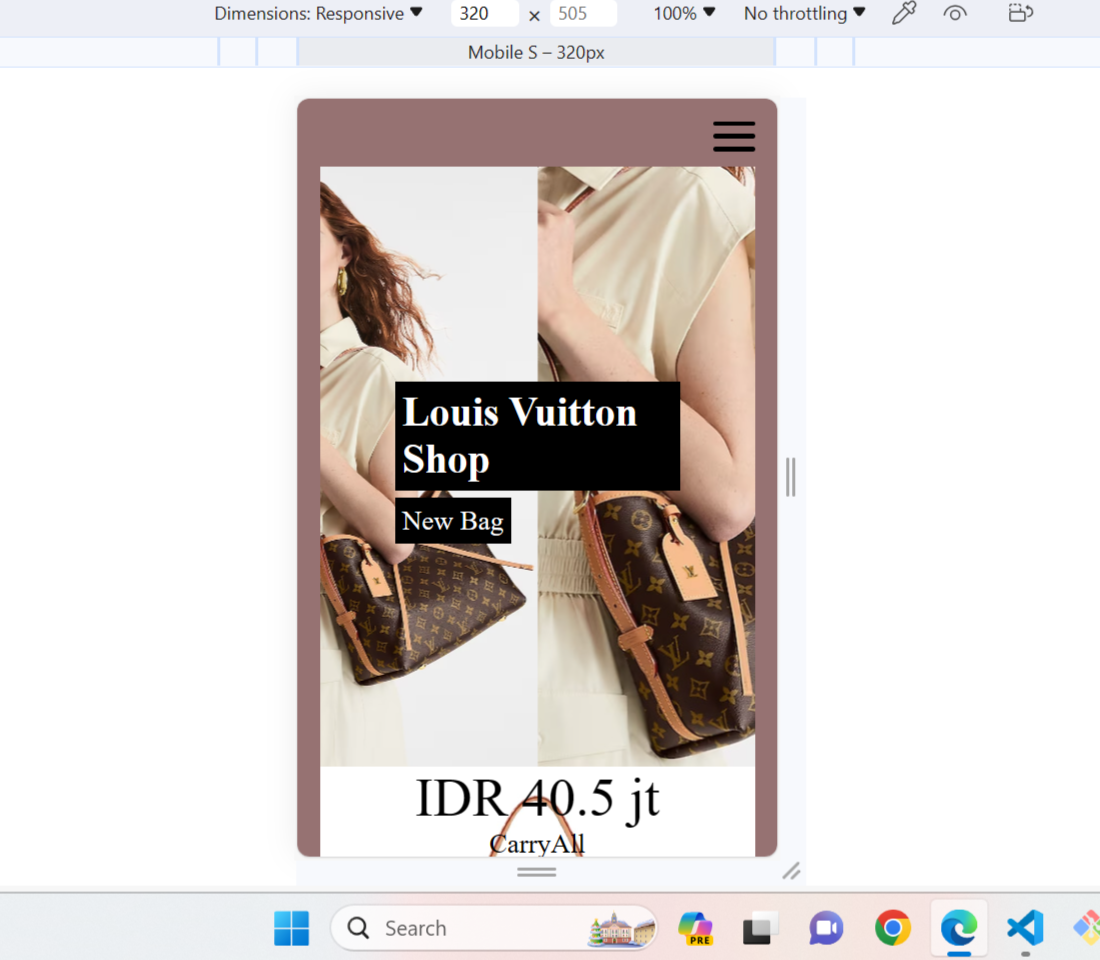 Dimensions: Responsive 320 x 505 100% No throttling
Mobile S – 320px
Louis Vuitton
Shop
New Bag
IDR 40.5 jt
CarryAll
Search
PRE